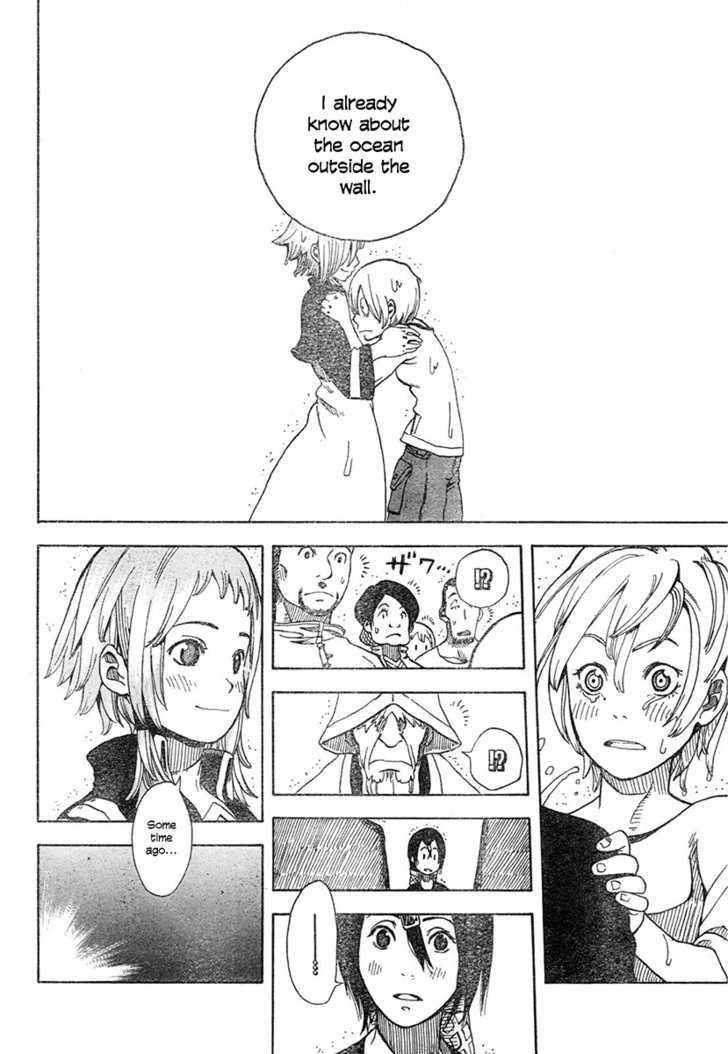 I already
know about
the ocean
outside the
wall.
ザワ…
!?
!?
......
Some
time
ago...